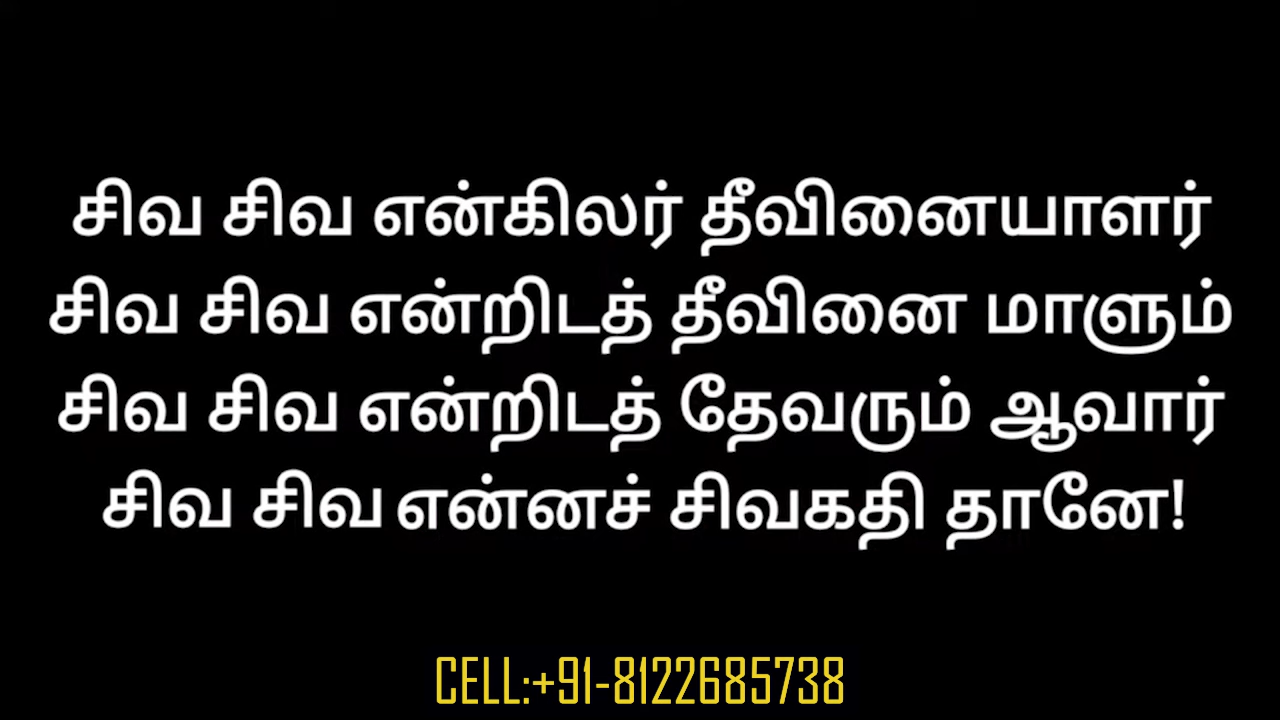 சிவ சிவ என்கிலர் தீவினையாளர்
சிவ சிவ என்றிடத் தீவினை மாளும்
சிவ சிவ என்றிடத் தேவரும் ஆவார்
சிவ சிவ என்னச் சிவகதி தானே!
CELL:+91-8122685738